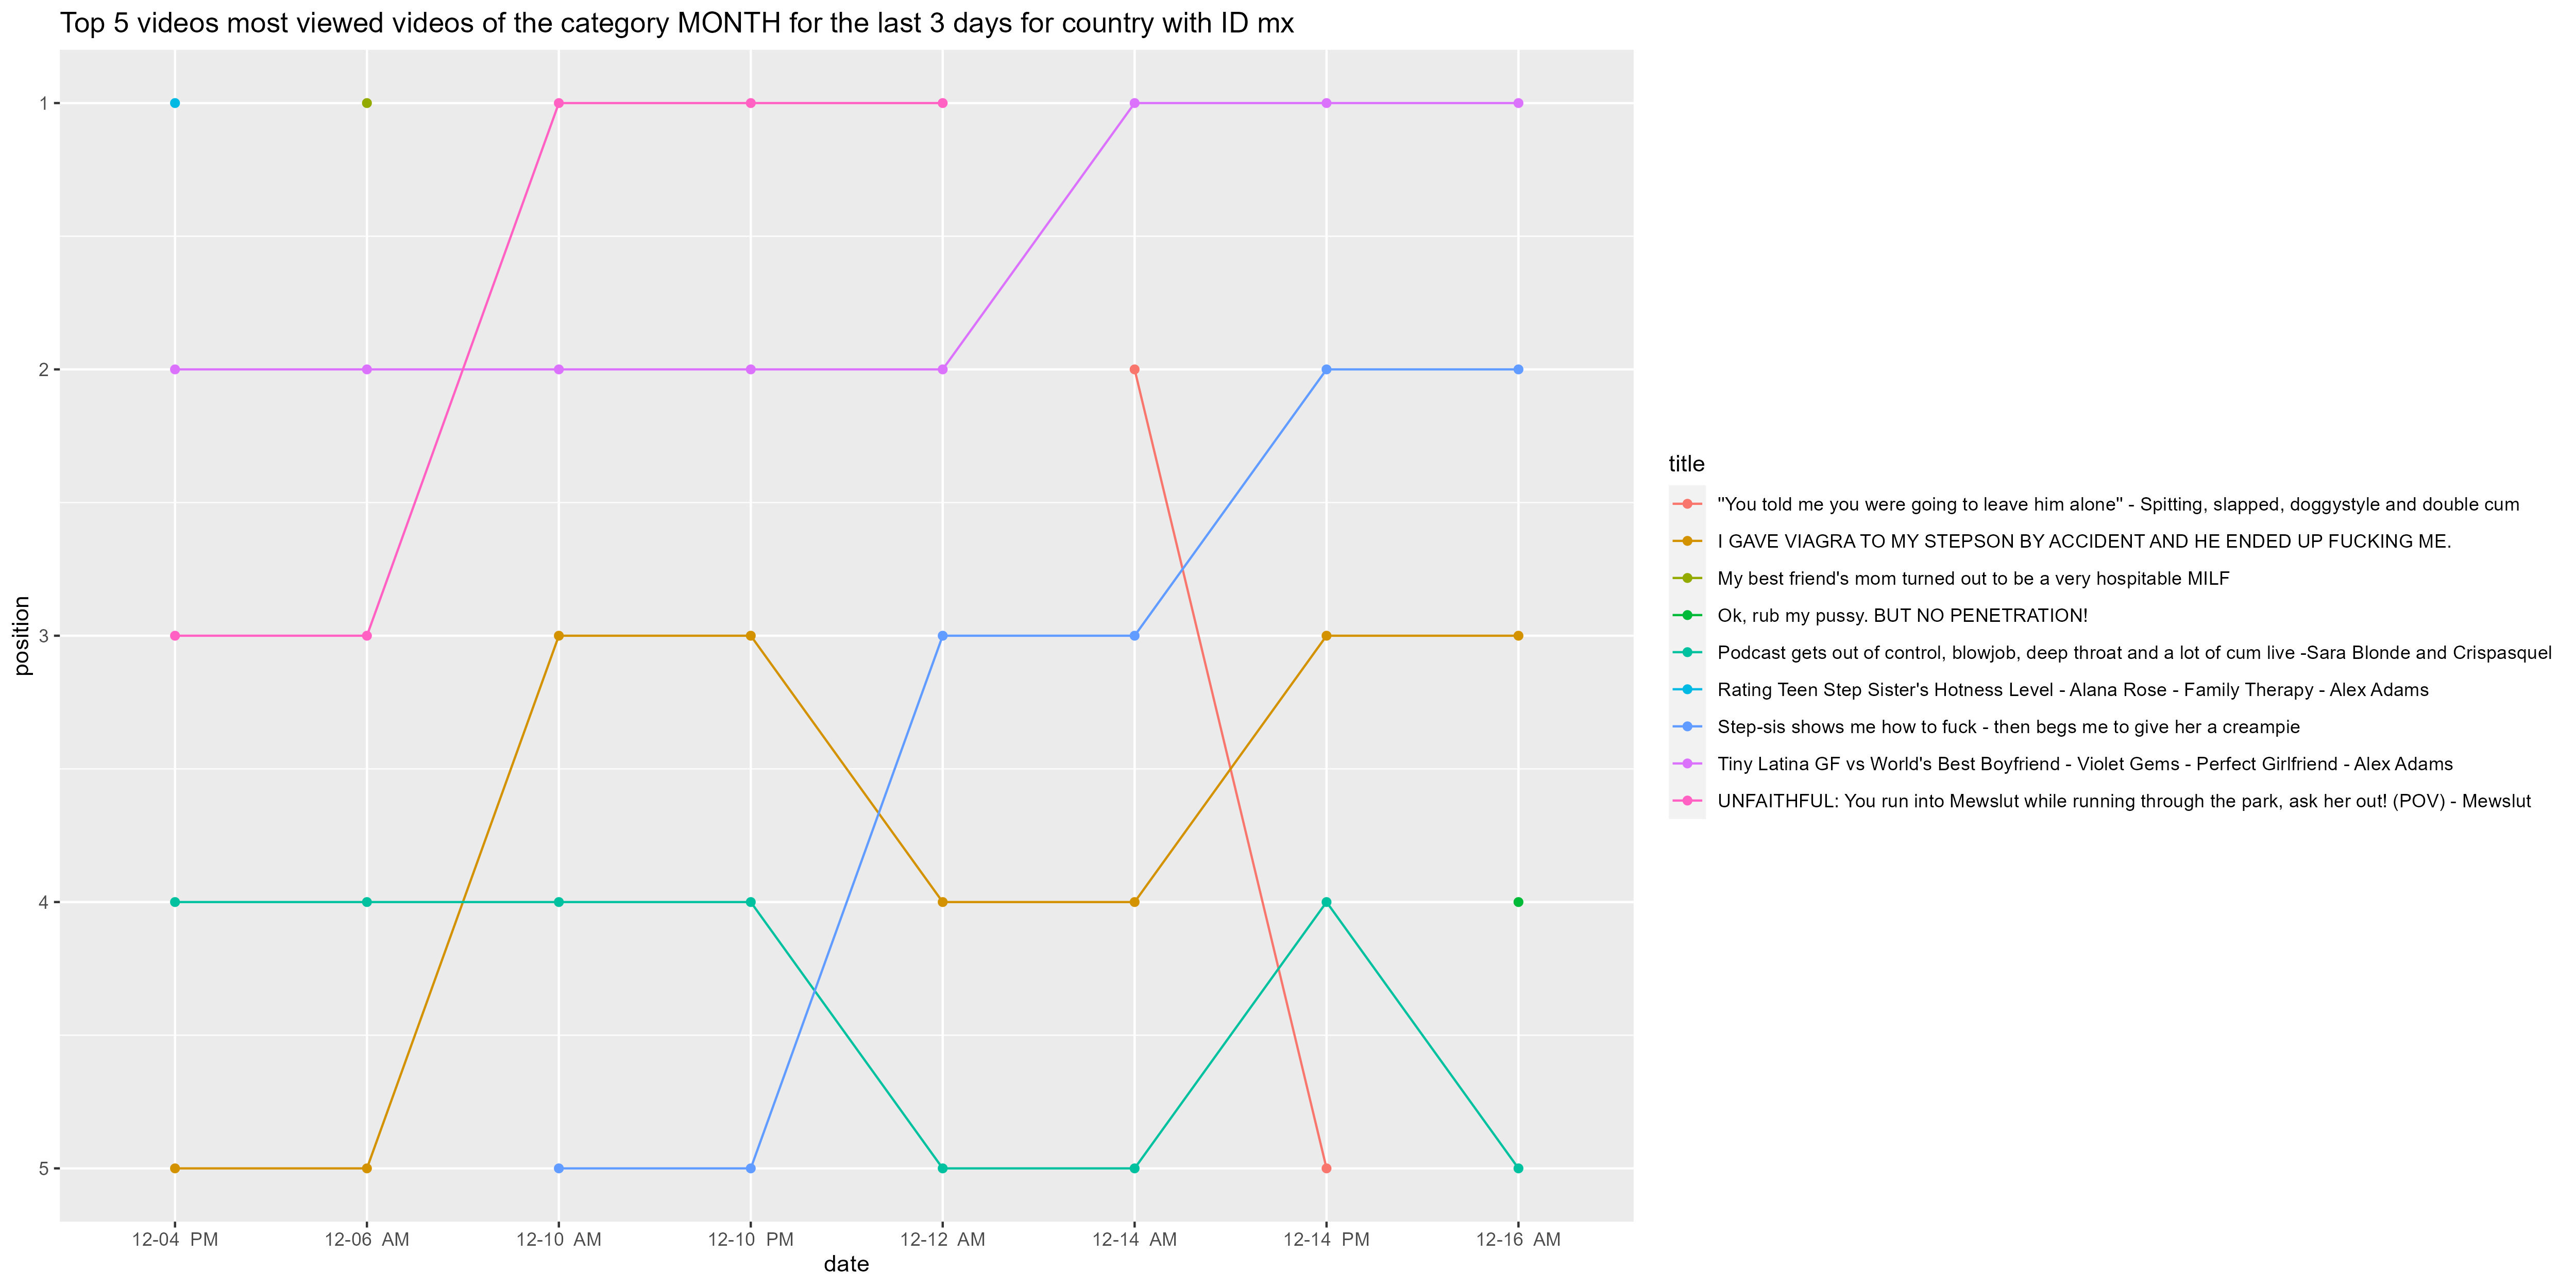 Top 5 videos most viewed videos of the category MONTH for the last 3 days for country with ID mx
position
1
2
3
4
5
12-04 PM
12-06 AM
12-10 AM
12-10 PM
12-12 AM
12-14 AM
12-14 PM
12-16 AM
date
title
"You told me you were going to leave him alone" - Spitting, slapped, doggystyle and double cum
I GAVE VIAGRA TO MY STEPSON BY ACCIDENT AND HE ENDED UP FUCKING ME.
My best friend's mom turned out to be a very hospitable MILF
Ok, rub my pussy. BUT NO PENETRATION!
Podcast gets out of control, blowjob, deep throat and a lot of cum live -Sara Blonde and Crispasquel
Rating Teen Step Sister's Hotness Level - Alana Rose - Family Therapy - Alex Adams
Step-sis shows me how to fuck - then begs me to give her a creampie
Tiny Latina GF vs World's Best Boyfriend - Violet Gems - Perfect Girlfriend - Alex Adams
UNFAITHFUL: You run into Mewslut while running through the park, ask her out! (POV) - Mewslut